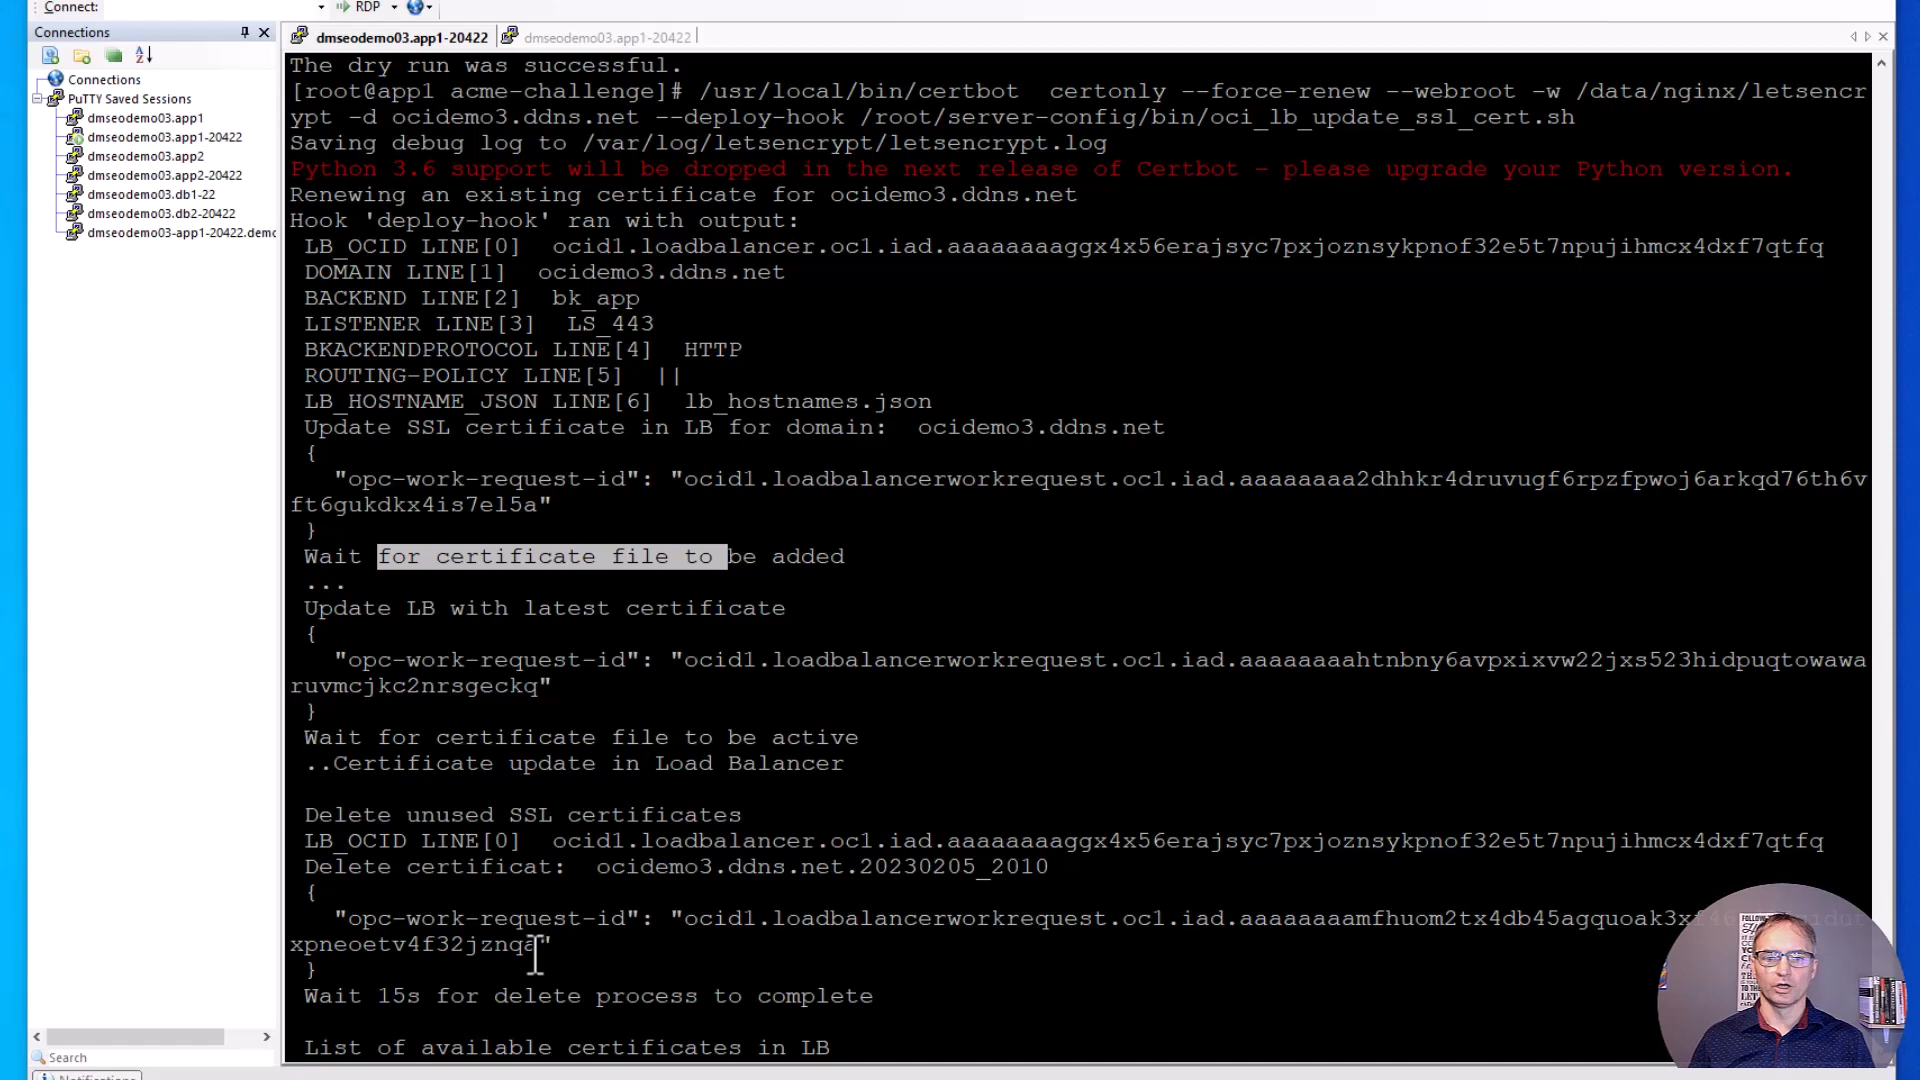 Connect:
RDP
Connections
dmseodemo03.app1-20422
dmseodemo03.app1-20422
Connections
PuTTY Saved Sessions
dmseodemo03.app1
dmseodemo03.app1-20422
dmseodemo03.app2
dmseodemo03.app2-20422
dmseodemo03.db1-22
dmseodemo03.db2-20422
dmseodemo03-app1-20422.demo
Search
Notifications
The dry run was successful.
[root@app1 acme-challenge]# /usr/local/bin/certbot  certonly --force-renew --webroot -w /data/nginx/letsencr
ypt -d ocidemo3.ddns.net --deploy-hook /root/server-config/bin/oci_lb_update_ssl_cert.sh
Saving debug log to /var/log/letsencrypt/letsencrypt.log
Python 3.6 support will be dropped in the next release of Certbot - please upgrade your Python version.
Renewing an existing certificate for ocidemo3.ddns.net
Hook 'deploy-hook' ran with output:
LB_OCID LINE[0]  ocid1.loadbalancer.oc1.iad.aaaaaaaaggx4x56erajsyc7pxjoznsykpnof32e5t7npujihmcx4dxf7qtfq
DOMAIN LINE[1]  ocidemo3.ddns.net
BACKEND LINE[2]  bk_app
LISTENER LINE[3]  LS_443
BKACKENDPROTOCOL LINE[4]  HTTP
ROUTING-POLICY LINE[5]  ||
LB_HOSTNAME_JSON LINE[6]  lb_hostnames.json
Update SSL certificate in LB for domain:  ocidemo3.ddns.net
{
"opc-work-request-id": "ocid1.loadbalancerworkrequest.oc1.iad.aaaaaaaa2dhhkr4druvugf6rpzfpwoj6arkqd76th6v
ft6gukdkx4is7el5a"
}
Wait for certificate file to be added
...
Update LB with latest certificate
{
"opc-work-request-id": "ocid1.loadbalancerworkrequest.oc1.iad.aaaaaaaahtnbny6avpxixvw22jxs523hidpuqtowawa
ruvmcjkc2nrsgeckq"
}
Wait for certificate file to be active
..Certificate update in Load Balancer
Delete unused SSL certificates
LB_OCID LINE[0]  ocid1.loadbalancer.oc1.iad.aaaaaaaaggx4x56erajsyc7pxjoznsykpnof32e5t7npujihmcx4dxf7qtfq
Delete certificat:  ocidemo3.ddns.net.20230205_2010
{
"opc-work-request-id":
xpneoetv4f32jznqa"
}
Wait 15s for delete process to complete
List of available certificates in LB